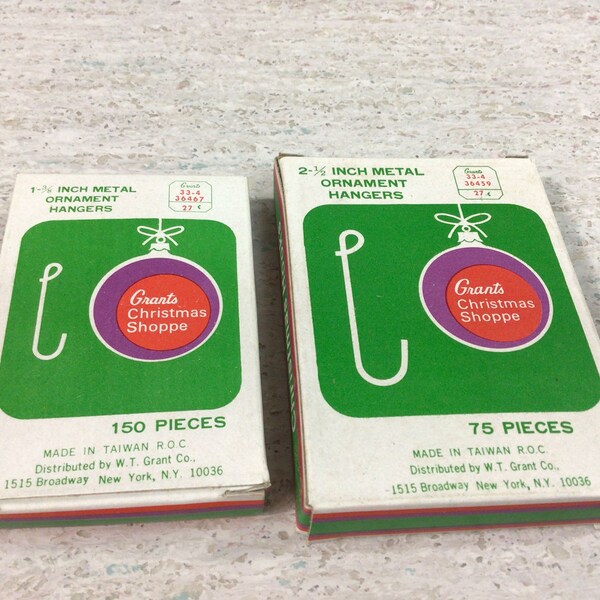 1-3/8 INCH METAL
ORNAMENT
HANGERS
Grants
33-4
36467
27 ¢
Grants
Christmas
Shoppe
150 PIECES
MADE IN TAIWAN R.O.C.
Distributed by W.T. Grant Co.,
1515 Broadway New York, N.Y. 10036
2-1/2 INCH METAL
ORNAMENT
HANGERS
Grants
33-4
36459
27 ¢
Grants
Christmas
Shoppe
75 PIECES
MADE IN TAIWAN R.O.C.
Distributed by W.T. Grant Co.,
1515 Broadway New York, N.Y. 10036